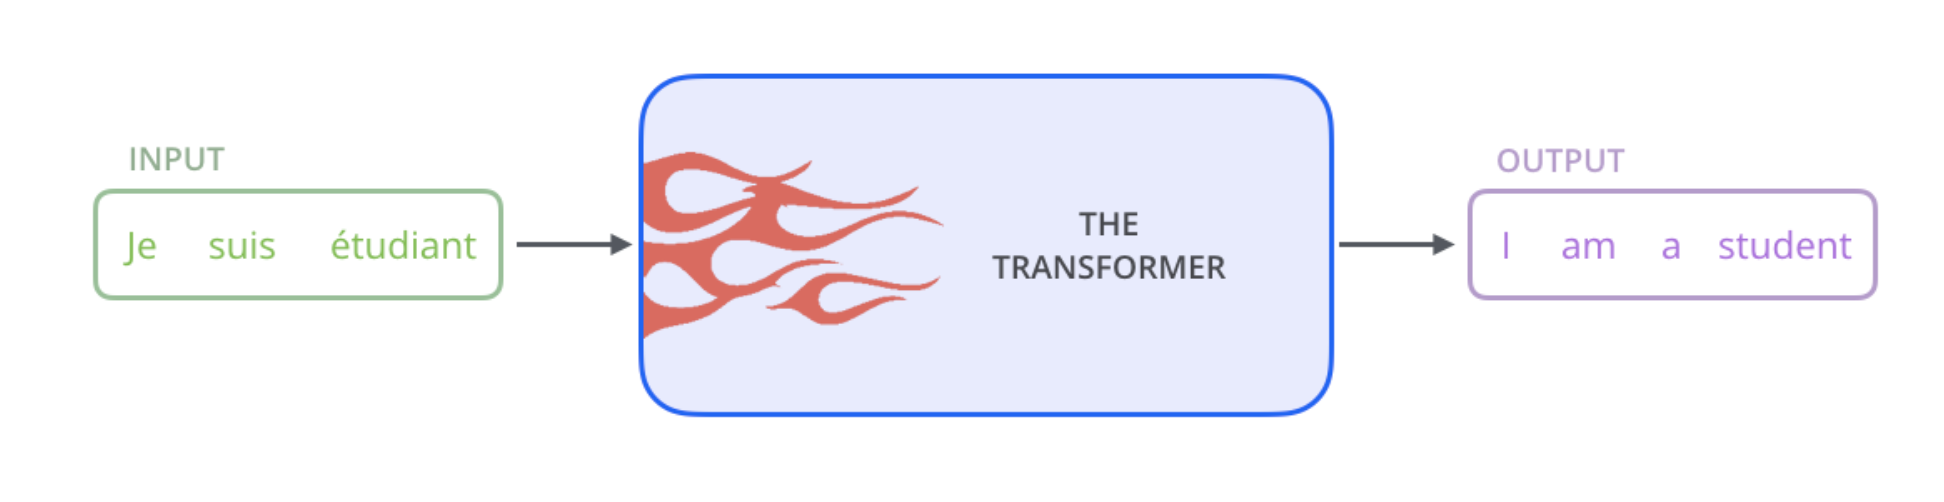 INPUT
Je suis étudiant
THE
TRANSFORMER
OUTPUT
I am a student